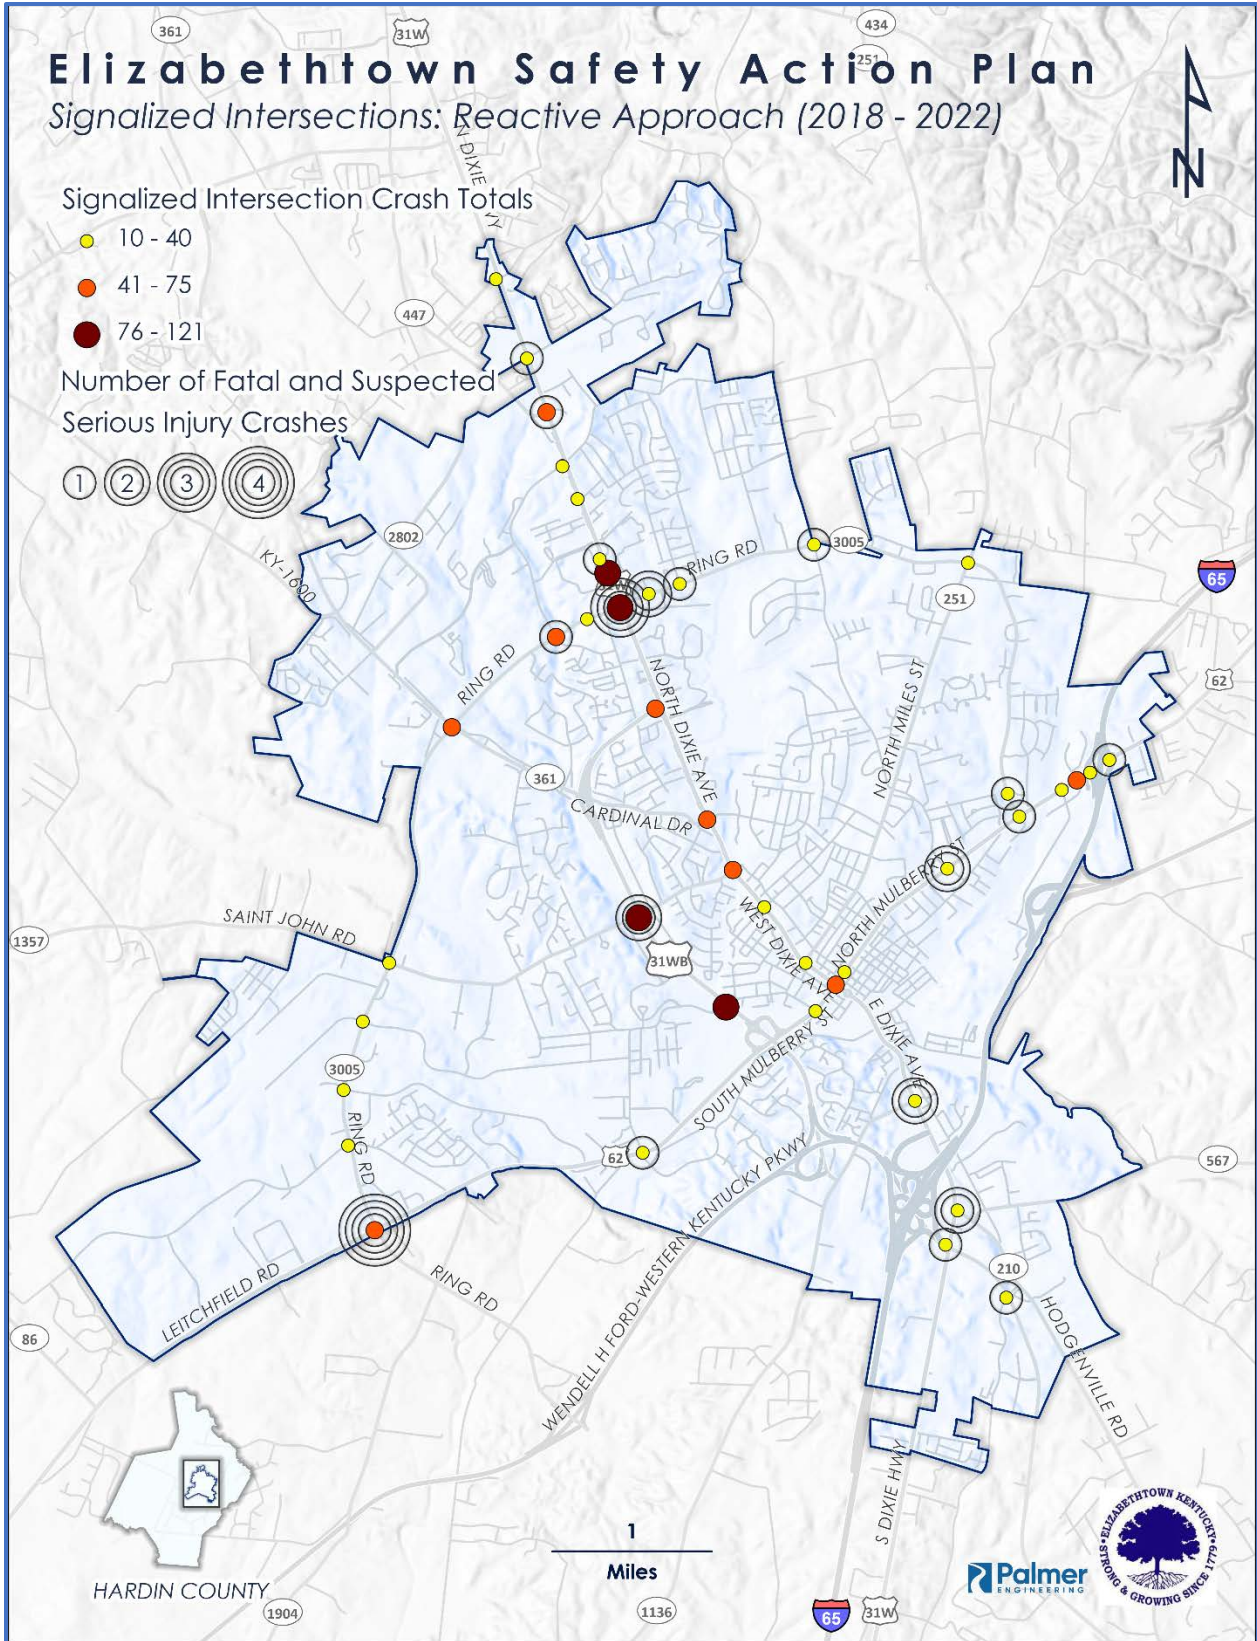 361
31W
434
251
Elizabethtown Safety Action Plan
Signalized Intersections: Reactive Approach (2018 - 2022)
N
N DIXIE HWY
Signalized Intersection Crash Totals
10 - 40
41 - 75
76 - 121
447
Number of Fatal and Suspected
Serious Injury Crashes
1 2 3 4
2802
3005
KY-1600
RING RD
65
251
RING RD
62
NORTH DIXIE AVE
NORTH MILES ST
361
CARDINAL DR
NORTH MULBERRY ST
SAINT JOHN RD
1357
WEST DIXIE AVE
31WB
E DIXIE AVE
SOUTH MULBERRY ST
3005
RING RD
62
567
WENDELL H FORD-WESTERN KENTUCKY PKWY
210
LEITCHFIELD RD
RING RD
HODGENVILLE RD
86
S DIXIE HWY
1
Miles
HARDIN COUNTY
Palmer
ENGINEERING
ELIZABETHTOWN KENTUCKY
STRONG & GROWING SINCE 1779
1904
1136
65
31W